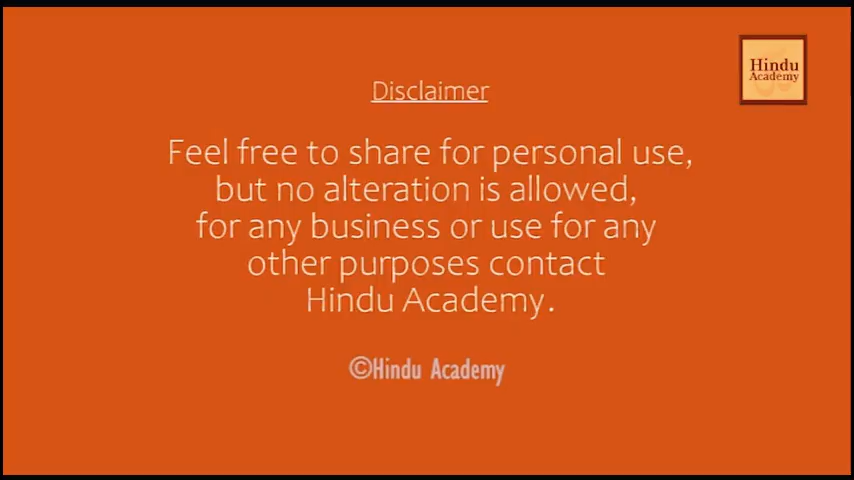 Hindu
Academy
Disclaimer
Feel free to share for personal use,
but no alteration is allowed,
for any business or use for any
other purposes contact
Hindu Academy.
©Hindu Academy